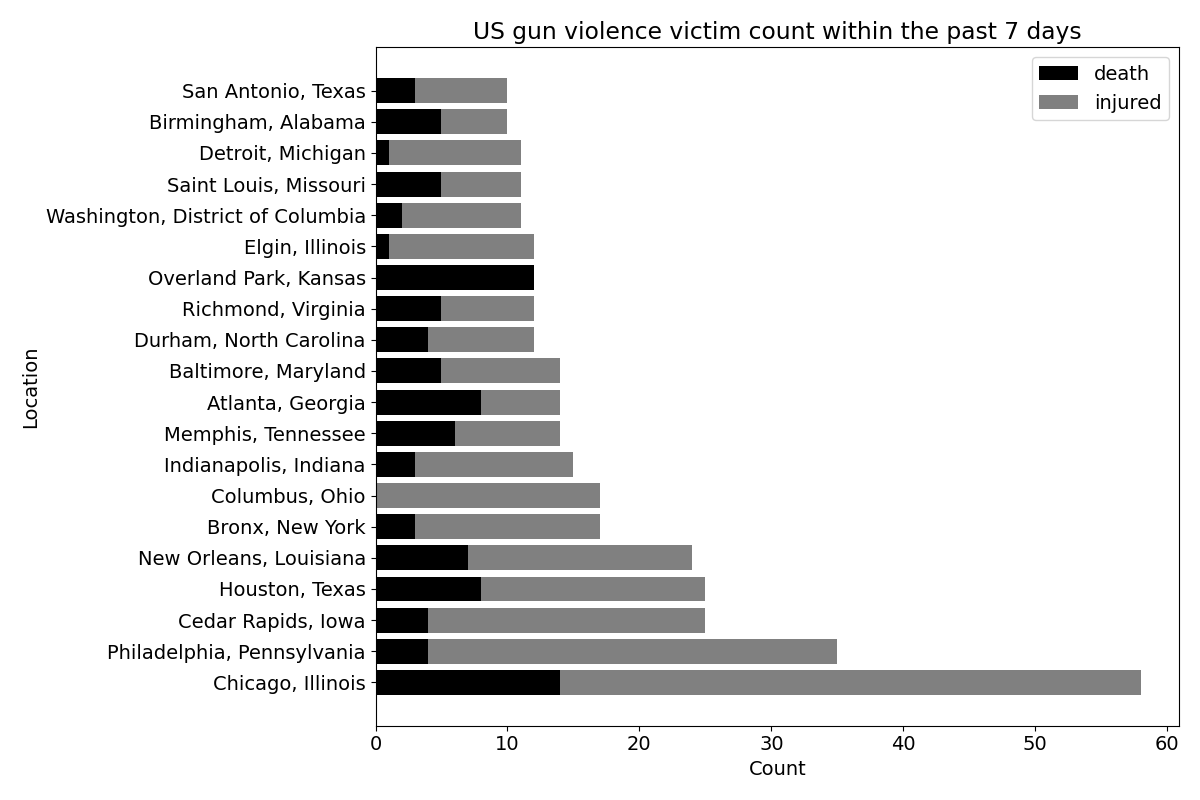 US gun violence victim count within the past 7 days
death
injured
San Antonio, Texas
Birmingham, Alabama
Detroit, Michigan
Saint Louis, Missouri
Washington, District of Columbia
Elgin, Illinois
Overland Park, Kansas
Richmond, Virginia
Durham, North Carolina
Baltimore, Maryland
Atlanta, Georgia
Memphis, Tennessee
Indianapolis, Indiana
Columbus, Ohio
Bronx, New York
New Orleans, Louisiana
Houston, Texas
Cedar Rapids, Iowa
Philadelphia, Pennsylvania
Chicago, Illinois
Location
0 10 20 30 40 50 60
Count